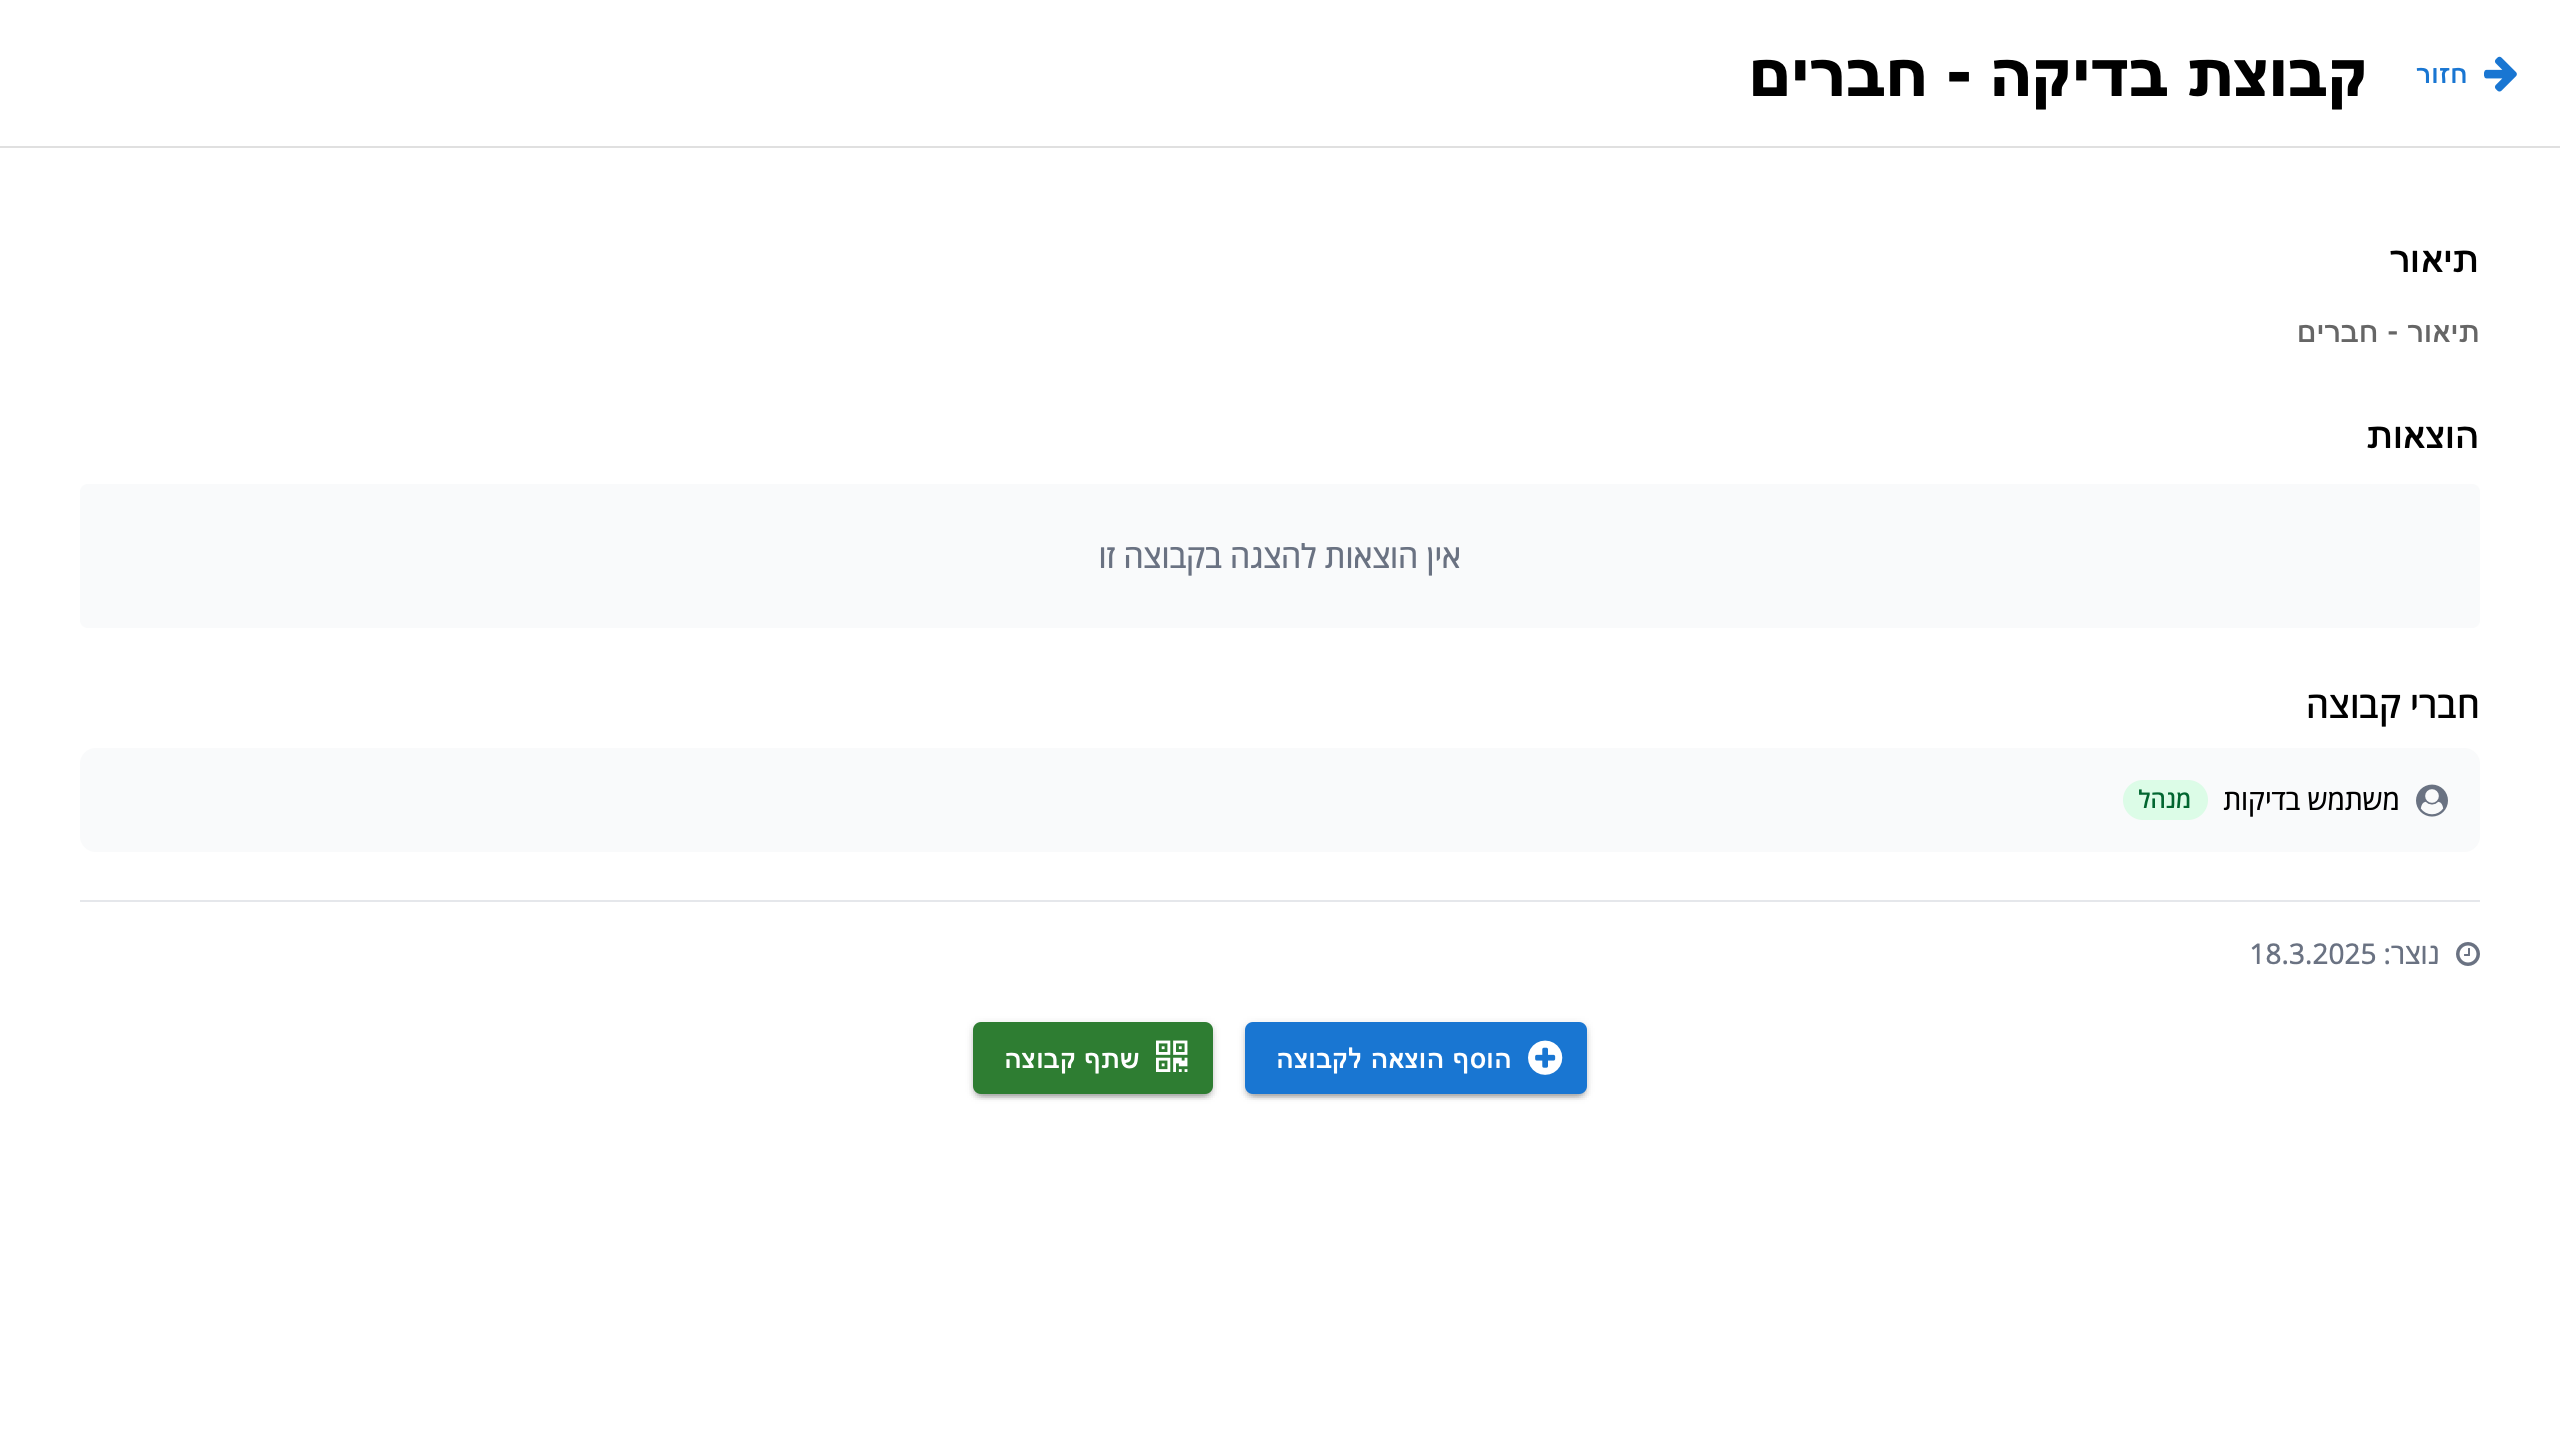 חזור
קבוצת בדיקה - חברים
תיאור
תיאור - חברים
הוצאות
אין הוצאות להצגה בקבוצה זו
חברי קבוצה
משתמש בדיקות מנהל
נוצר: 18.3.2025
הוסף הוצאה לקבוצה
שתף קבוצה